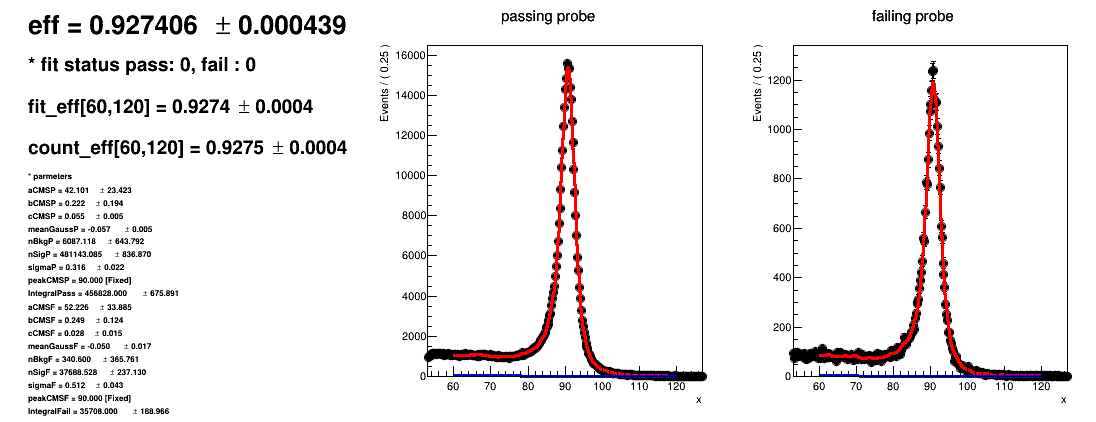 eff = 0.927406 ± 0.000439
* fit status pass: 0, fail : 0
fit_eff[60,120] = 0.9274 ± 0.0004
count_eff[60,120] = 0.9275 ± 0.0004
* parmeters
aCMSP = 42.101 ± 23.423
bCMSP = 0.222 ± 0.194
cCMSP = 0.055 ± 0.005
meanGaussP = -0.057 ± 0.005
nBkgP = 6087.118 ± 643.792
nSigP = 481143.085 ± 836.870
sigmaP = 0.316 ± 0.022
peakCMSP = 90.000 [Fixed]
IntegralPass = 456828.000 ± 675.891
aCMSF = 52.226 ± 33.885
bCMSF = 0.249 ± 0.124
cCMSF = 0.028 ± 0.015
meanGaussF = -0.050 ± 0.017
nBkgF = 340.600 ± 365.761
nSigF = 37688.528 ± 237.130
sigmaF = 0.512 ± 0.043
peakCMSF = 90.000 [Fixed]
IntegralFail = 35708.000 ± 188.966
passing probe
Events / ( 0.25 )
16000
14000
12000
10000
8000
6000
4000
2000
0
60 70 80 90 100 110 120
x
failing probe
Events / ( 0.25 )
1200
1000
800
600
400
200
0
60 70 80 90 100 110 120
x